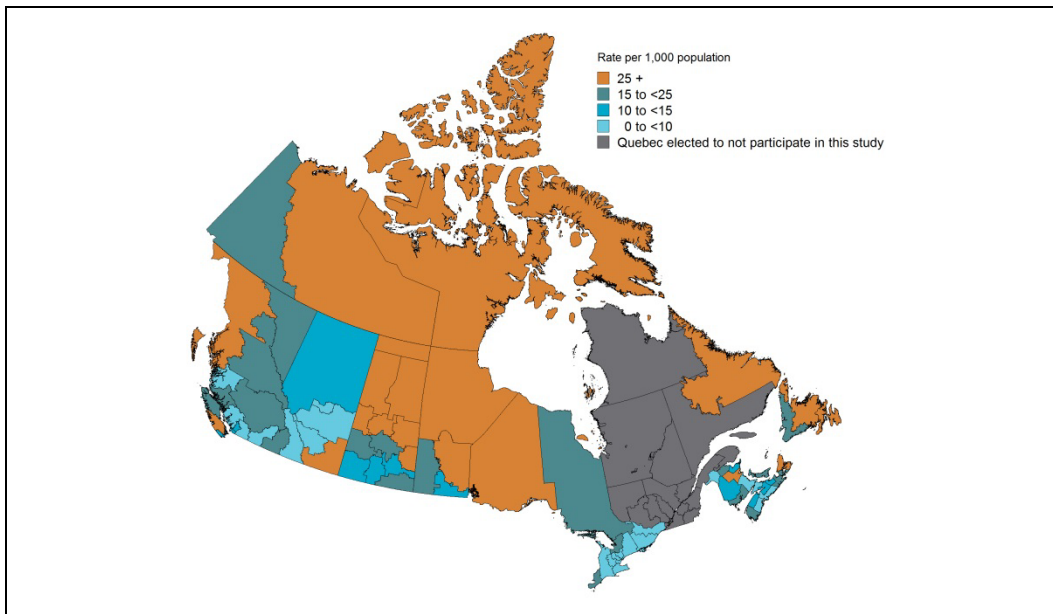 Rate per 1,000 population
25 +
15 to <25
10 to <15
0 to <10
Quebec elected to not participate in this study